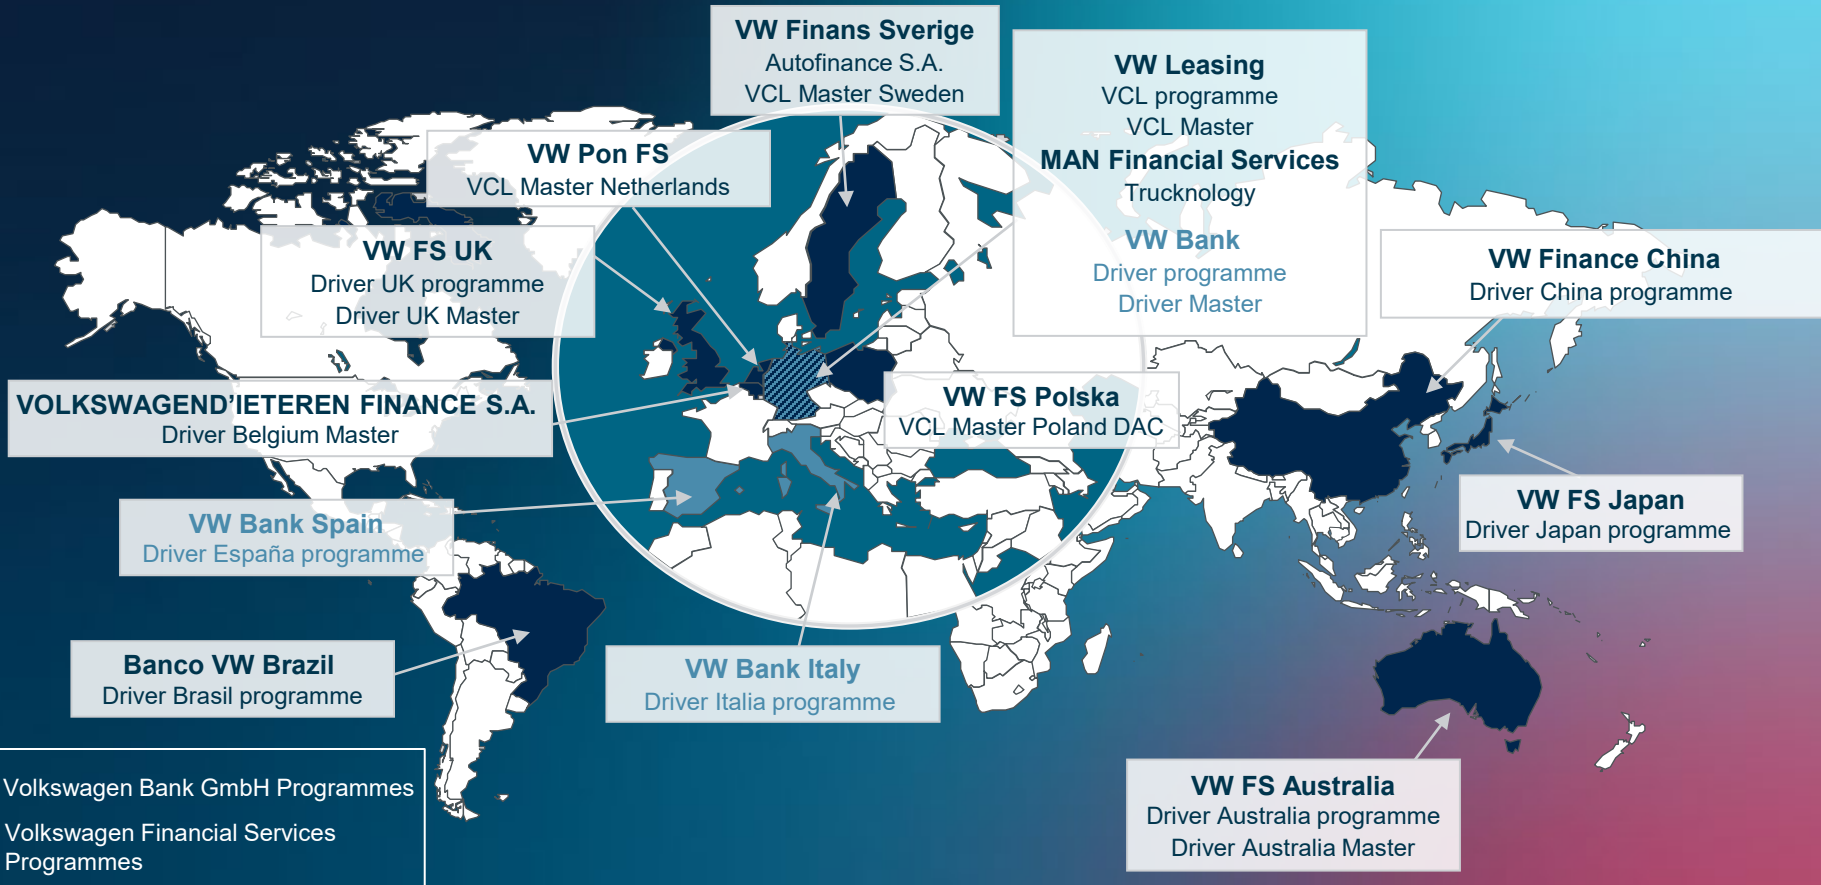 VW Finans Sverige
Autofinance S.A.
VCL Master Sweden
VW Leasing
VCL programme
VCL Master
MAN Financial Services
Trucknology
VW Bank
Driver programme
Driver Master
VW Pon FS
VCL Master Netherlands
VW FS UK
Driver UK programme
Driver UK Master
VW Finance China
Driver China programme
VOLKSWAGEND’IETEREN FINANCE S.A.
Driver Belgium Master
VW FS Polska
VCL Master Poland DAC
VW Bank Spain
Driver España programme
VW FS Japan
Driver Japan programme
Banco VW Brazil
Driver Brasil programme
VW Bank Italy
Driver Italia programme
VW FS Australia
Driver Australia programme
Driver Australia Master
Volkswagen Bank GmbH Programmes
Volkswagen Financial Services
Programmes